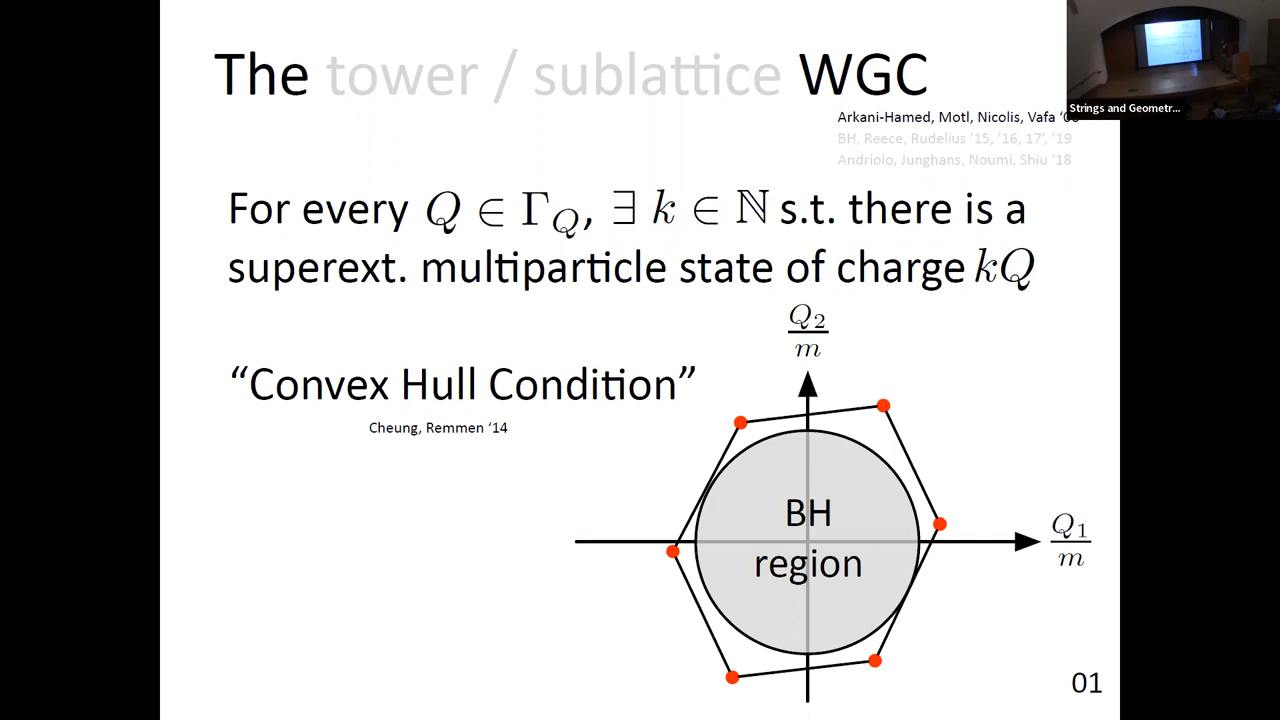 The tower / sublattice WGC
Strings and Geometr...
Arkani-Hamed, Motl, Nicolis, Vafa
BH, Reece, Rudelius '15, '16, 17', '19
Andriolo, Junghans, Noumi, Shiu '18
For every Q ∈ Γ_Q, ∃ k ∈ ℕ s.t. there is a
superext. multiparticle state of charge kQ
Q_2
m
“Convex Hull Condition”
Cheung, Remmen ‘14
BH
region
Q_1
m
01